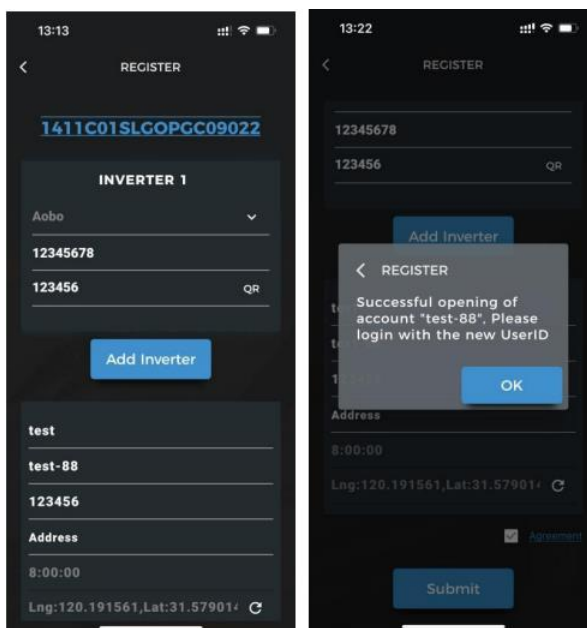 13:13
REGISTER
1411C01SLGOPGC09022
INVERTER 1
Aobo
12345678
123456 QR
Add Inverter
test
test-88
123456
Address
8:00:00
Lng:120.191561,Lat:31.57901
13:22
REGISTER
12345678
123456 QR
Add Inverter
REGISTER
Successful opening of
account "test-88", Please
login with the new UserID
OK
Address
8:00:00
Lng:120.191561,Lat:31.57901
Agreement
Submit